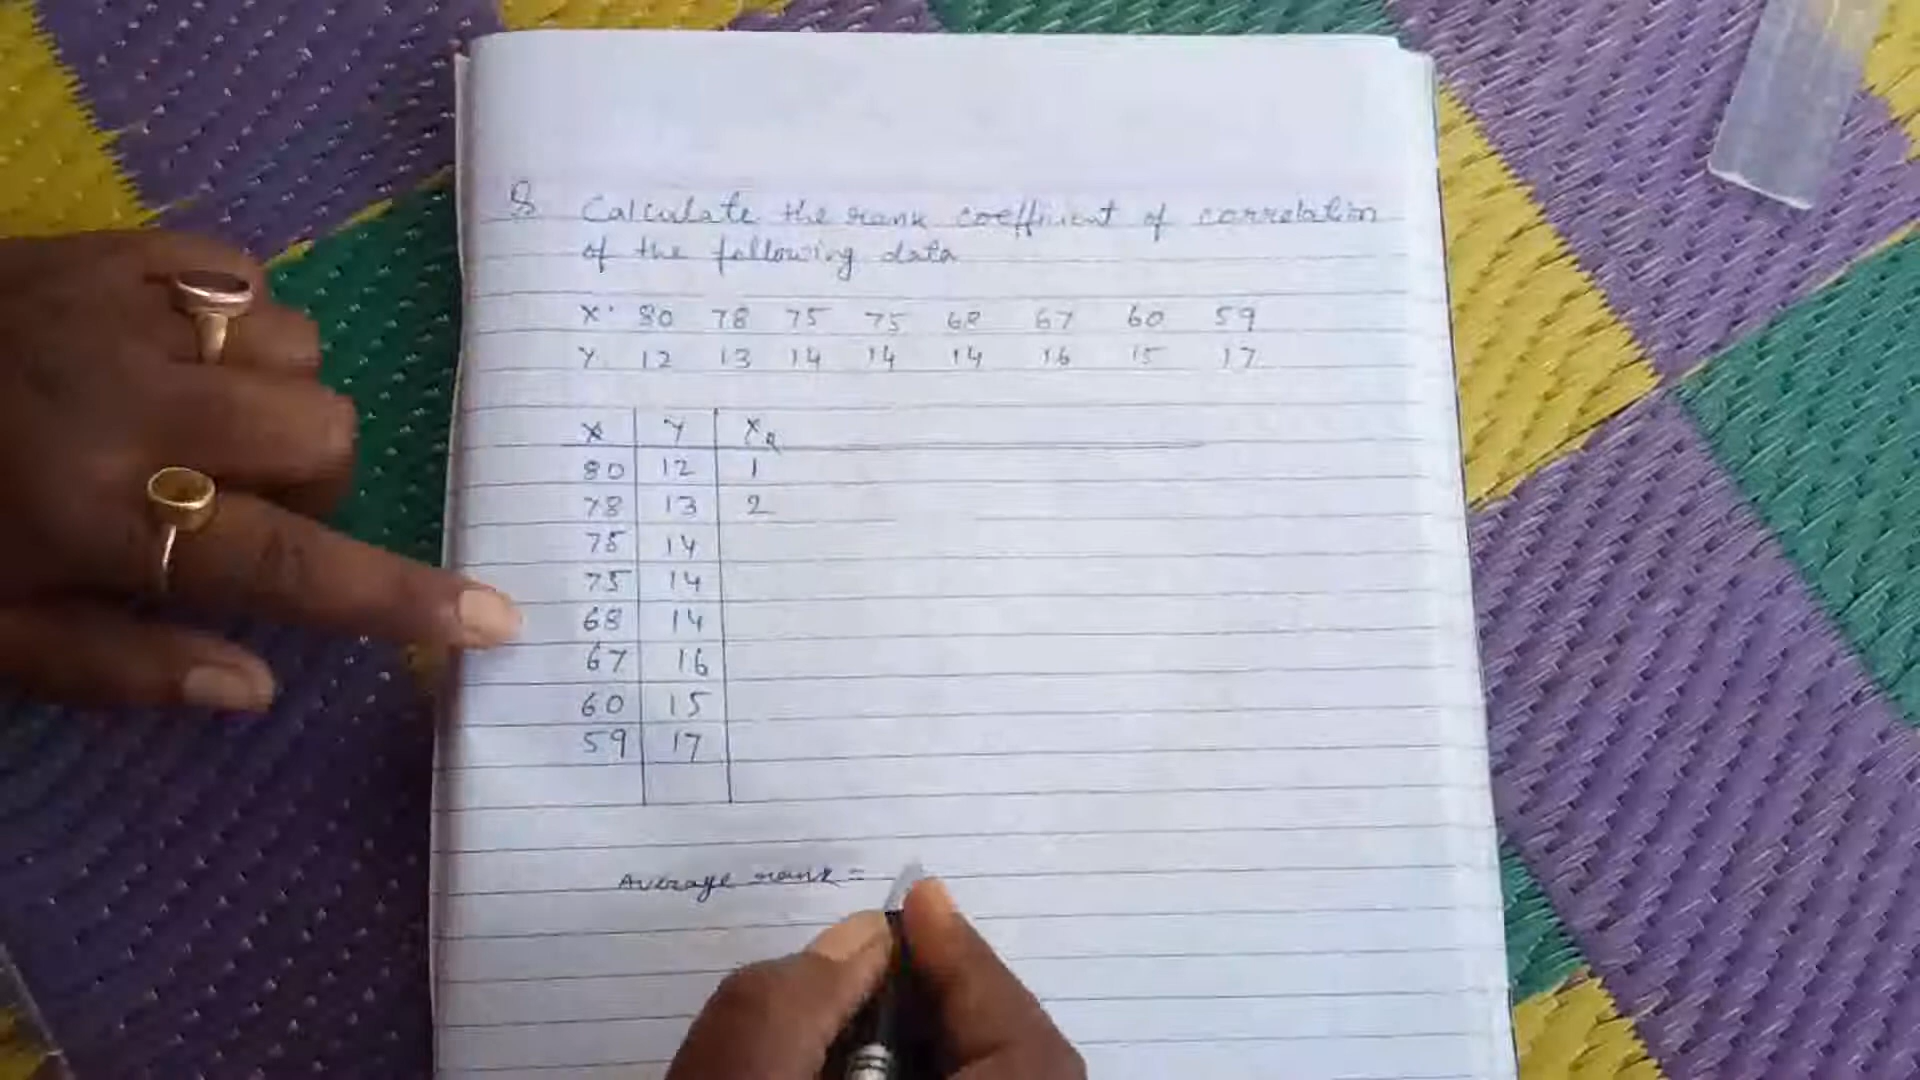 Q Calculate the rank coefficient of correlation
of the following data
X. 80 78 75 75 68 67 60 59
Y. 12 13 14 14 14 16 15 17
X Y XR
80 12 1
78 13 2
75 14
75 14
68 14
67 16
60 15
59 17
Average rank =